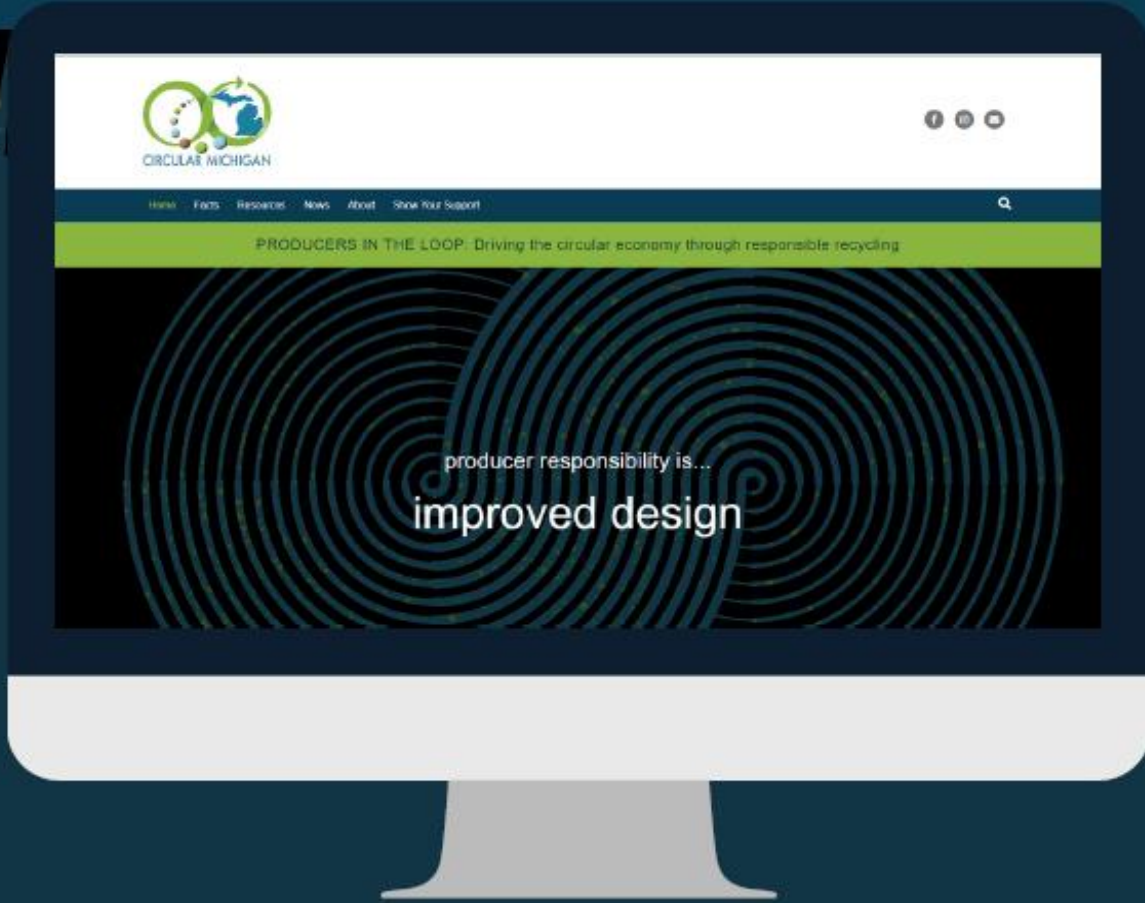 CIRCULAR MICHIGAN
Home Facts Resources News About Show Your Support
PRODUCERS IN THE LOOP: Driving the circular economy through responsible recycling
producer responsibility is...
improved design